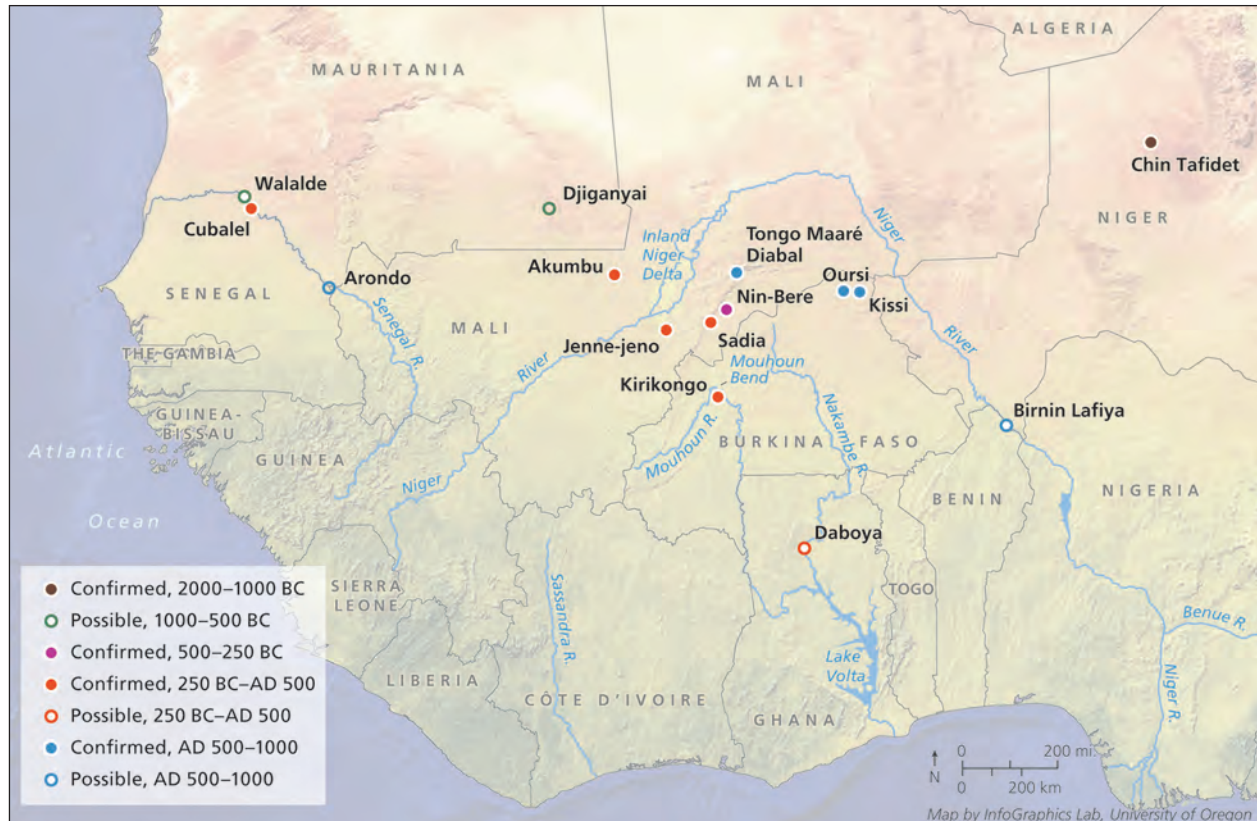 ALGERIA
MAURITANIA
MALI
Chin Tafidet
Walalde
Djiganyai
NIGER
Cubalel
Niger
Inland
Niger
Delta
Tongo Maaré
Diabal
Akumbu
Oursi
Arondo
SENEGAL
Nin-Bere
Kissi
Senegal R.
MALI
Jenne-jeno
Sadia
THE GAMBIA
River
Mouhoun
Bend
River
Kirikongo
GUINEA-
BISSAU
Nakambe R.
Birnin Lafiya
Mouhoun R.
BURKINA FASO
Atlantic
Ocean
GUINEA
Niger
BENIN
NIGERIA
Daboya
SIERRA
LEONE
Sassandra R.
TOGO
Benue R.
Lake
Volta
LIBERIA
CÔTE D'IVOIRE
GHANA
Niger R.
Confirmed, 2000–1000 BC
Possible, 1000–500 BC
Confirmed, 500–250 BC
Confirmed, 250 BC–AD 500
Possible, 250 BC–AD 500
Confirmed, AD 500–1000
Possible, AD 500–1000
N
0 200 mi.
0 200 km
Map by InfoGraphics Lab, University of Oregon